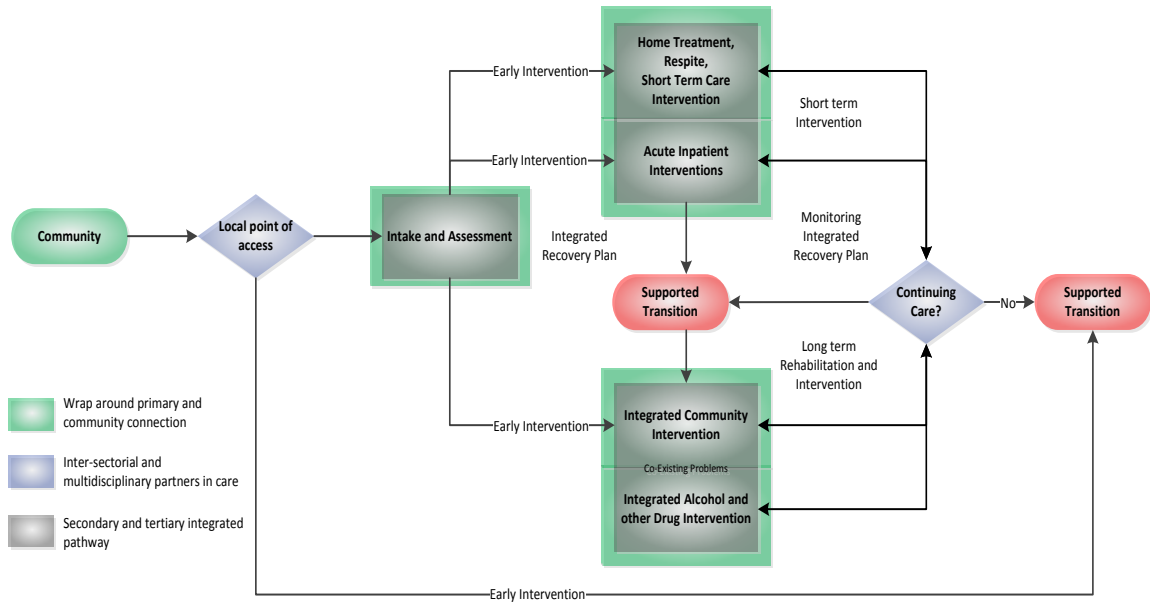 Community
Local point of
access
Intake and Assessment
Early Intervention
Early Intervention
Early Intervention
Early Intervention
Home Treatment,
Respite,
Short Term Care
Intervention
Acute Inpatient
Interventions
Integrated
Recovery Plan
Supported
Transition
Integrated Community
Intervention
Co-Existing Problems
Integrated Alcohol and
other Drug Intervention
Short term
Intervention
Monitoring
Integrated
Recovery Plan
Long term
Rehabilitation and
Intervention
Continuing
Care?
No
Supported
Transition
Wrap around primary and
community connection
Inter-sectorial and
multidisciplinary partners in care
Secondary and tertiary integrated
pathway